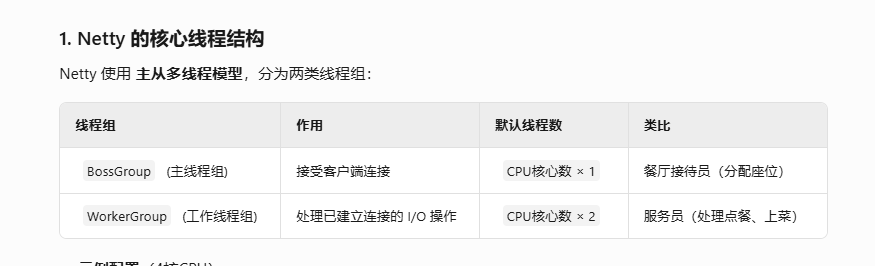 1. Netty 的核心线程结构
Netty 使用 主从多线程模型，分为两类线程组：
线程组 作用 默认线程数 类比
BossGroup （主线程组） 接受客户端连接 CPU核心数 × 1 餐厅接待员（分配座位）
WorkerGroup （工作线程组） 处理已建立连接的 I/O 操作 CPU核心数 × 2 服务员（处理点餐、上菜）